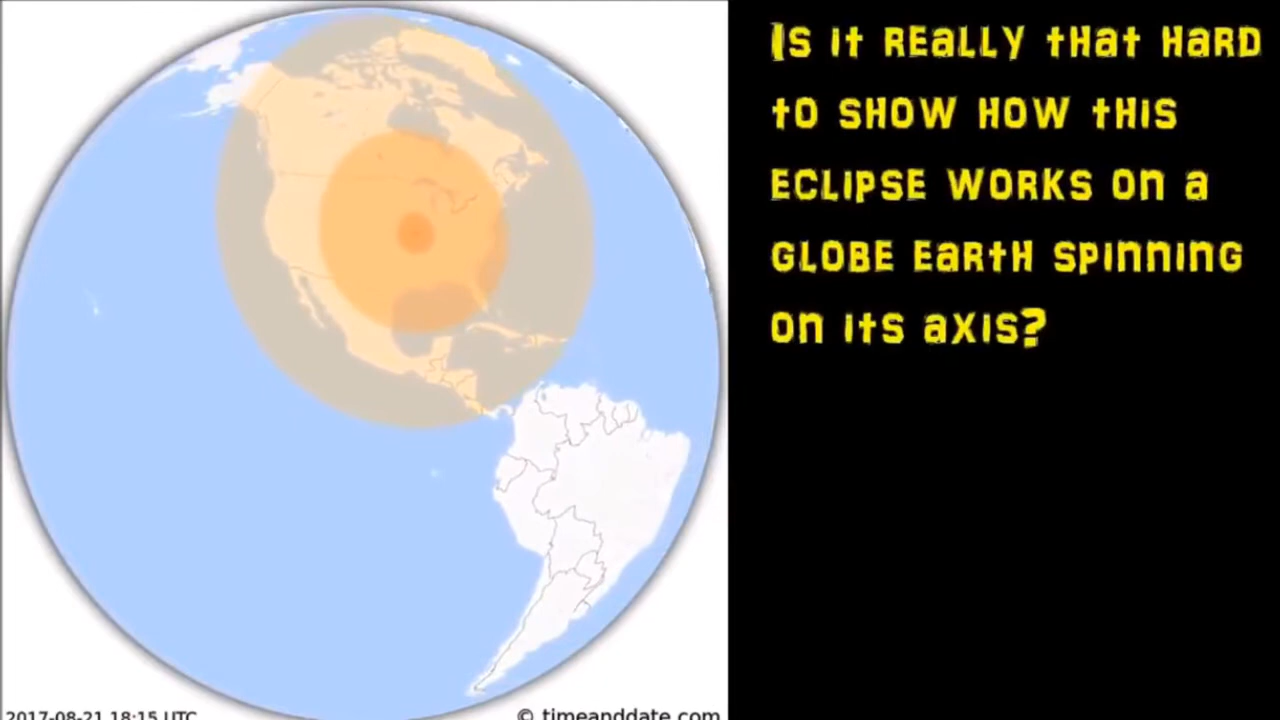 Is it really that hard
to show how this
eclipse works on a
globe Earth spinning
on its axis?
2017-08-21 18:15 UTC
© timeanddate.com